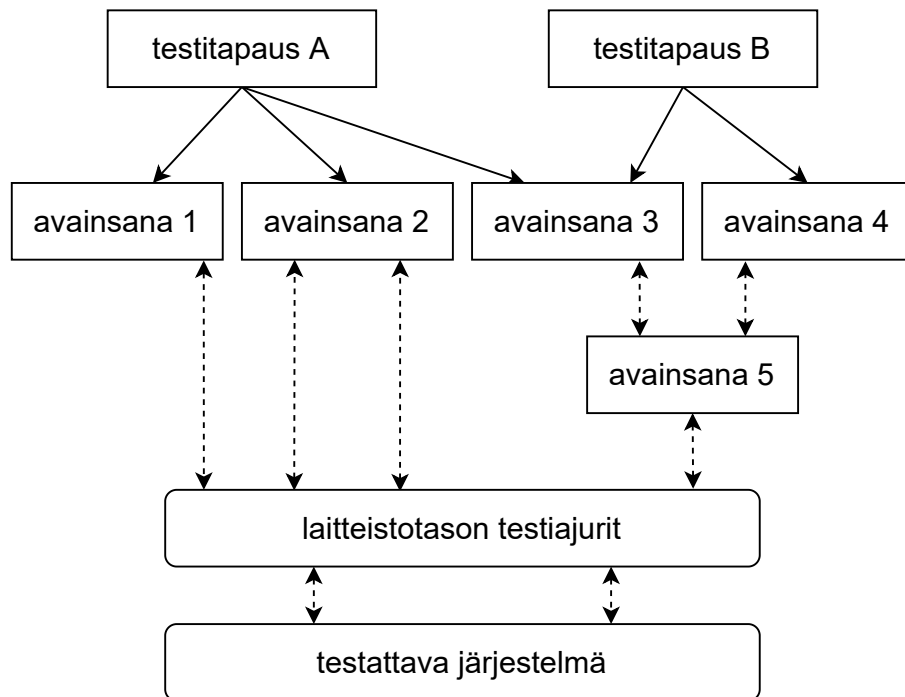 testitapaus A
testitapaus B
avainsana 1
avainsana 2
avainsana 3
avainsana 4
avainsana 5
laitteistotason testiajurit
testattava järjestelmä